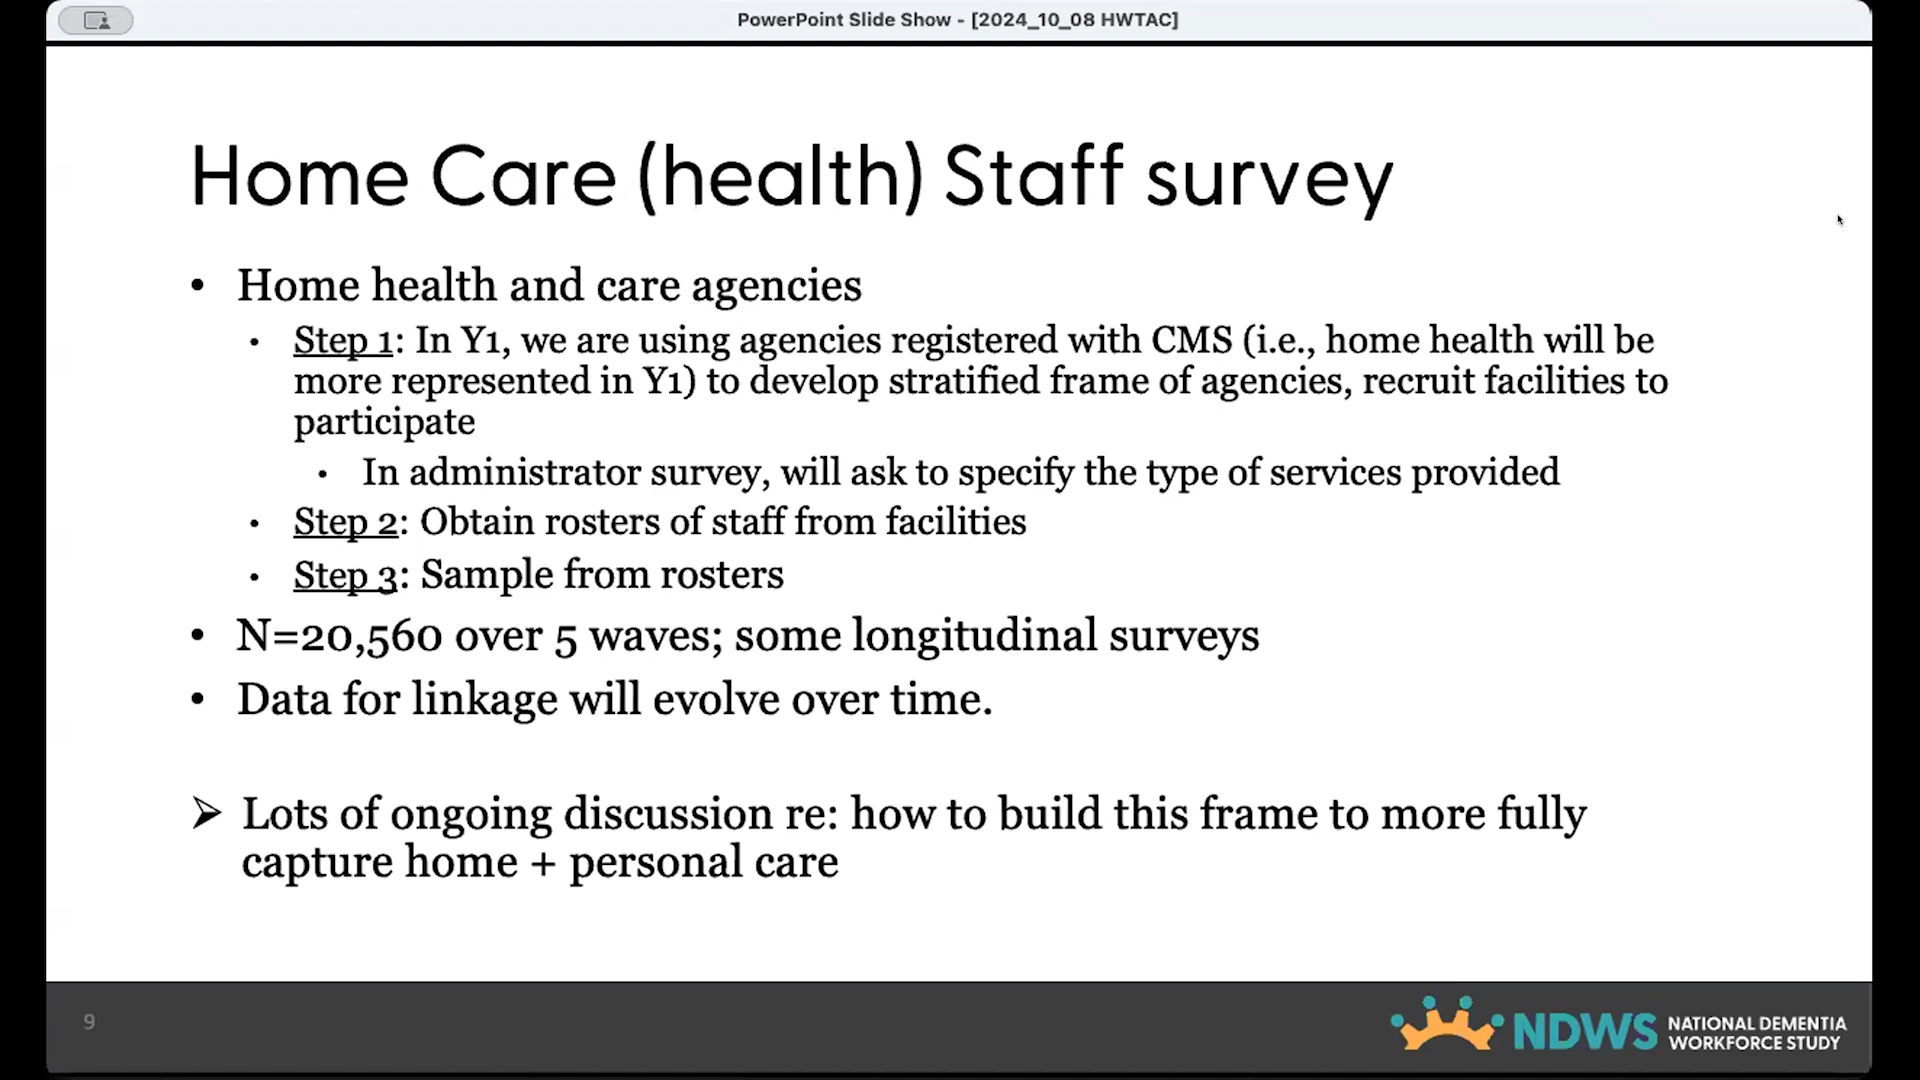 PowerPoint Slide Show - [2024_10_08 HWTAC]
Home Care (health) Staff survey
• Home health and care agencies
• Step 1: In Y1, we are using agencies registered with CMS (i.e., home health will be
more represented in Y1) to develop stratified frame of agencies, recruit facilities to
participate
• In administrator survey, will ask to specify the type of services provided
• Step 2: Obtain rosters of staff from facilities
• Step 3: Sample from rosters
• N=20,560 over 5 waves; some longitudinal surveys
• Data for linkage will evolve over time.
➢ Lots of ongoing discussion re: how to build this frame to more fully
capture home + personal care
9
NDWS
NATIONAL DEMENTIA
WORKFORCE STUDY